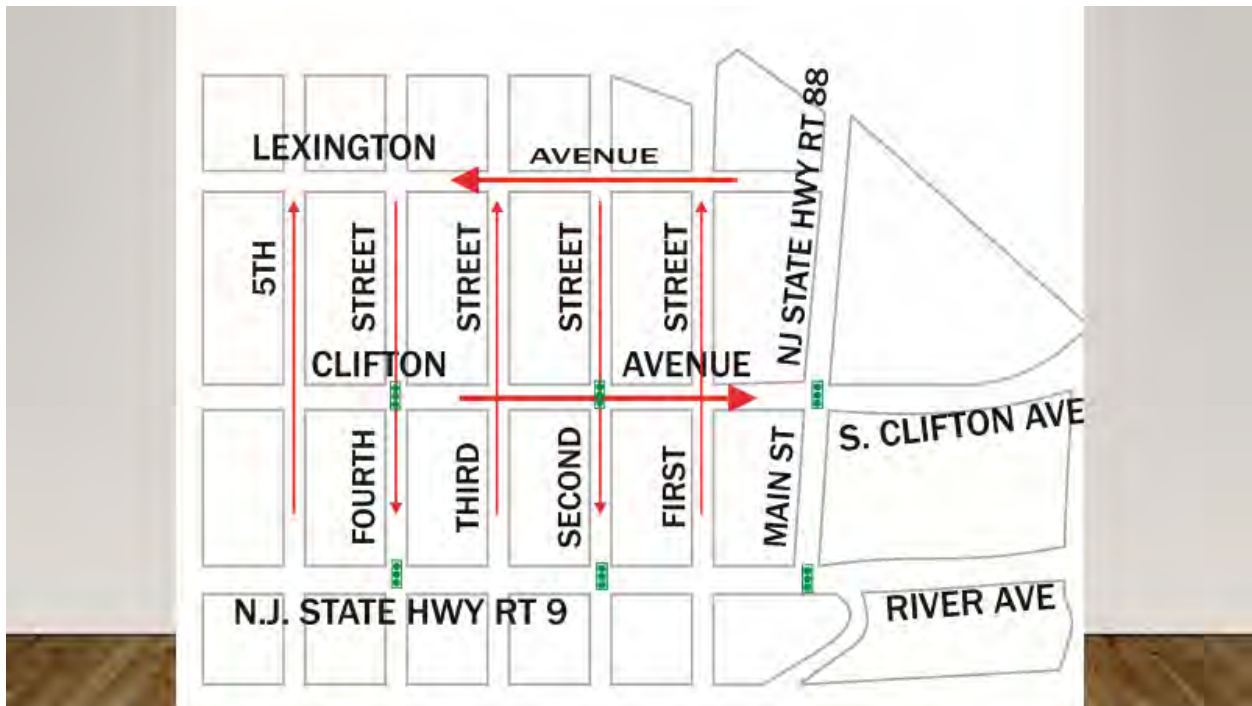 LEXINGTON AVENUE
NJ STATE HWY RT 88
5TH
STREET
STREET
STREET
STREET
CLIFTON AVENUE
FOURTH
THIRD
SECOND
FIRST
MAIN ST
S. CLIFTON AVE
N.J. STATE HWY RT 9
RIVER AVE